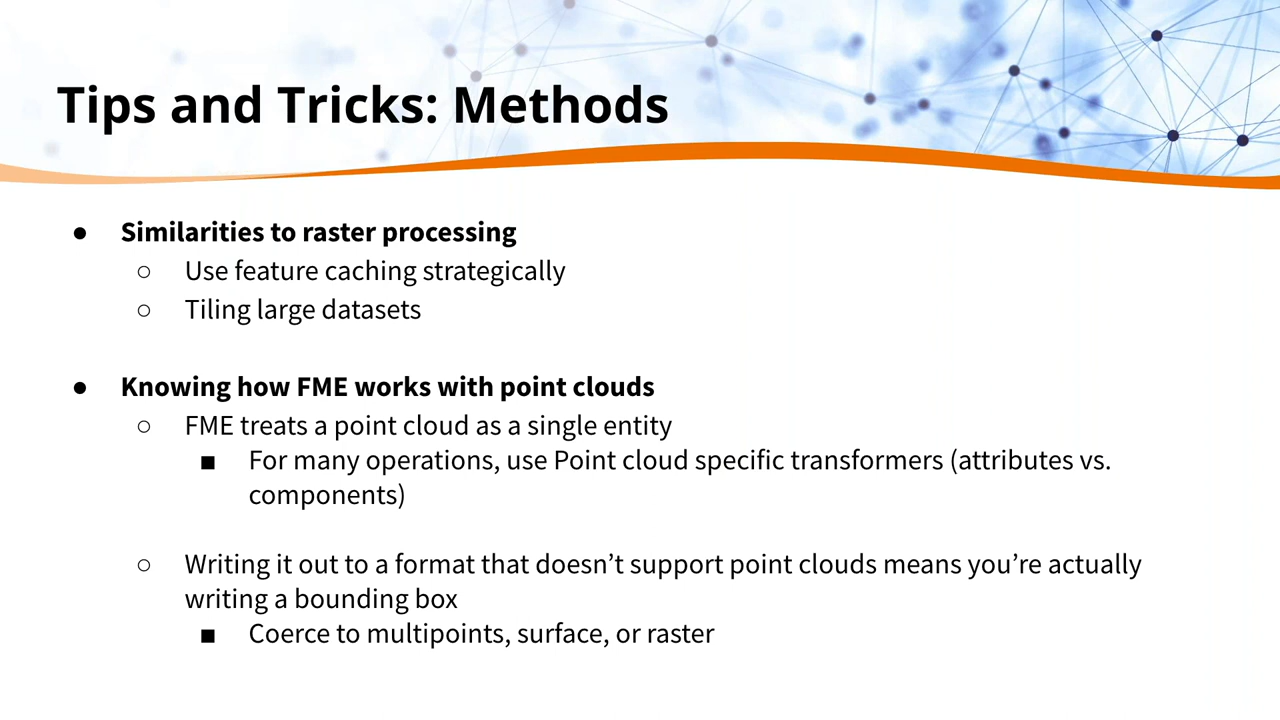 Tips and Tricks: Methods
● Similarities to raster processing
○ Use feature caching strategically
○ Tiling large datasets
● Knowing how FME works with point clouds
○ FME treats a point cloud as a single entity
■ For many operations, use Point cloud specific transformers (attributes vs.
components)
○ Writing it out to a format that doesn’t support point clouds means you’re actually
writing a bounding box
■ Coerce to multipoints, surface, or raster